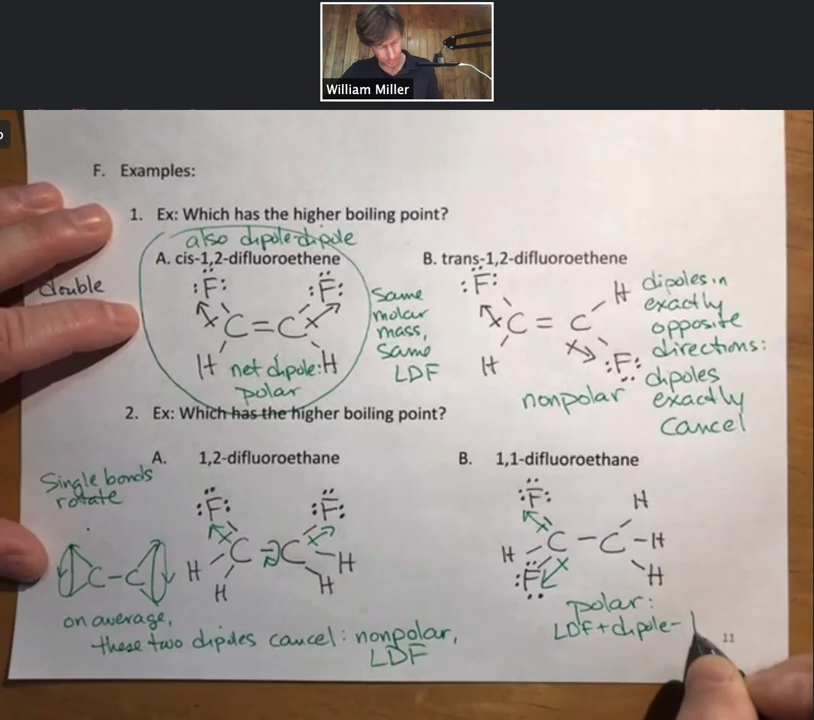 William Miller
F. Examples:
1. Ex: Which has the higher boiling point?
also dipole-dipole
A. cis-1,2-difluoroethene
B. trans-1,2-difluoroethene
double
:F: :F:
C=C
H H
net dipole:
polar
Same
molar
mass,
Same
LDF
:F: H
C = C
H :F:
nonpolar
dipoles in
exactly
opposite
directions:
dipoles
exactly
cancel
2. Ex: Which has the higher boiling point?
A. 1,2-difluoroethane
B. 1,1-difluoroethane
Single bonds
rotate
C-C
on average,
these two dipoles cancel: nonpolar,
LDF
:F: :F:
C C
H H
H H
:F: H
H C - C - H
:F: H
polar:
LDF + dipole-
11